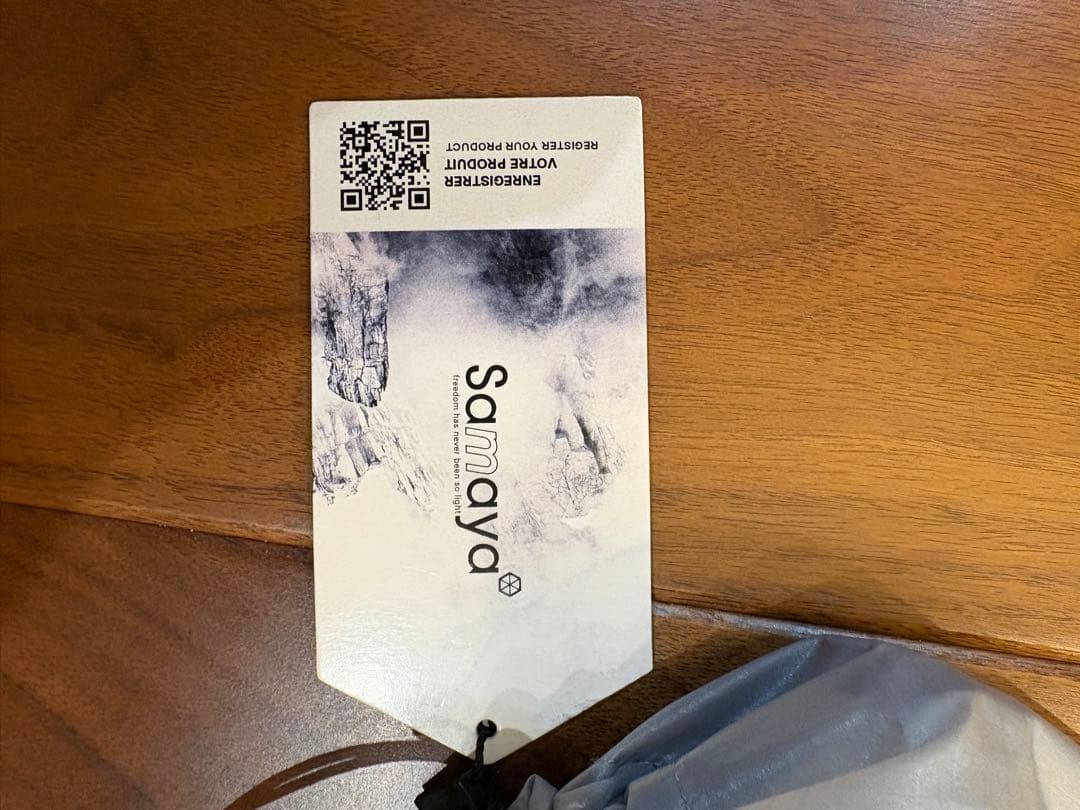 ENREGISTRER
VOTRE PRODUIT
REGISTER YOUR PRODUCT
Samaya
freedom has never been so light